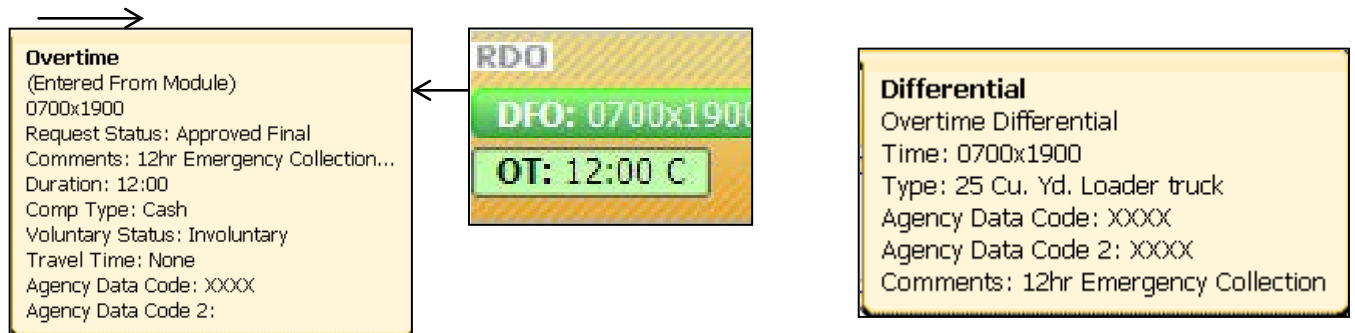 Overtime
(Entered From Module)
0700x1900
Request Status: Approved Final
Comments: 12hr Emergency Collection...
Duration: 12:00
Comp Type: Cash
Voluntary Status: Involuntary
Travel Time: None
Agency Data Code: XXXX
Agency Data Code 2:
RDO
DFO: 0700x1900
OT: 12:00 C
Differential
Overtime Differential
Time: 0700x1900
Type: 25 Cu. Yd. Loader truck
Agency Data Code: XXXX
Agency Data Code 2: XXXX
Comments: 12hr Emergency Collection